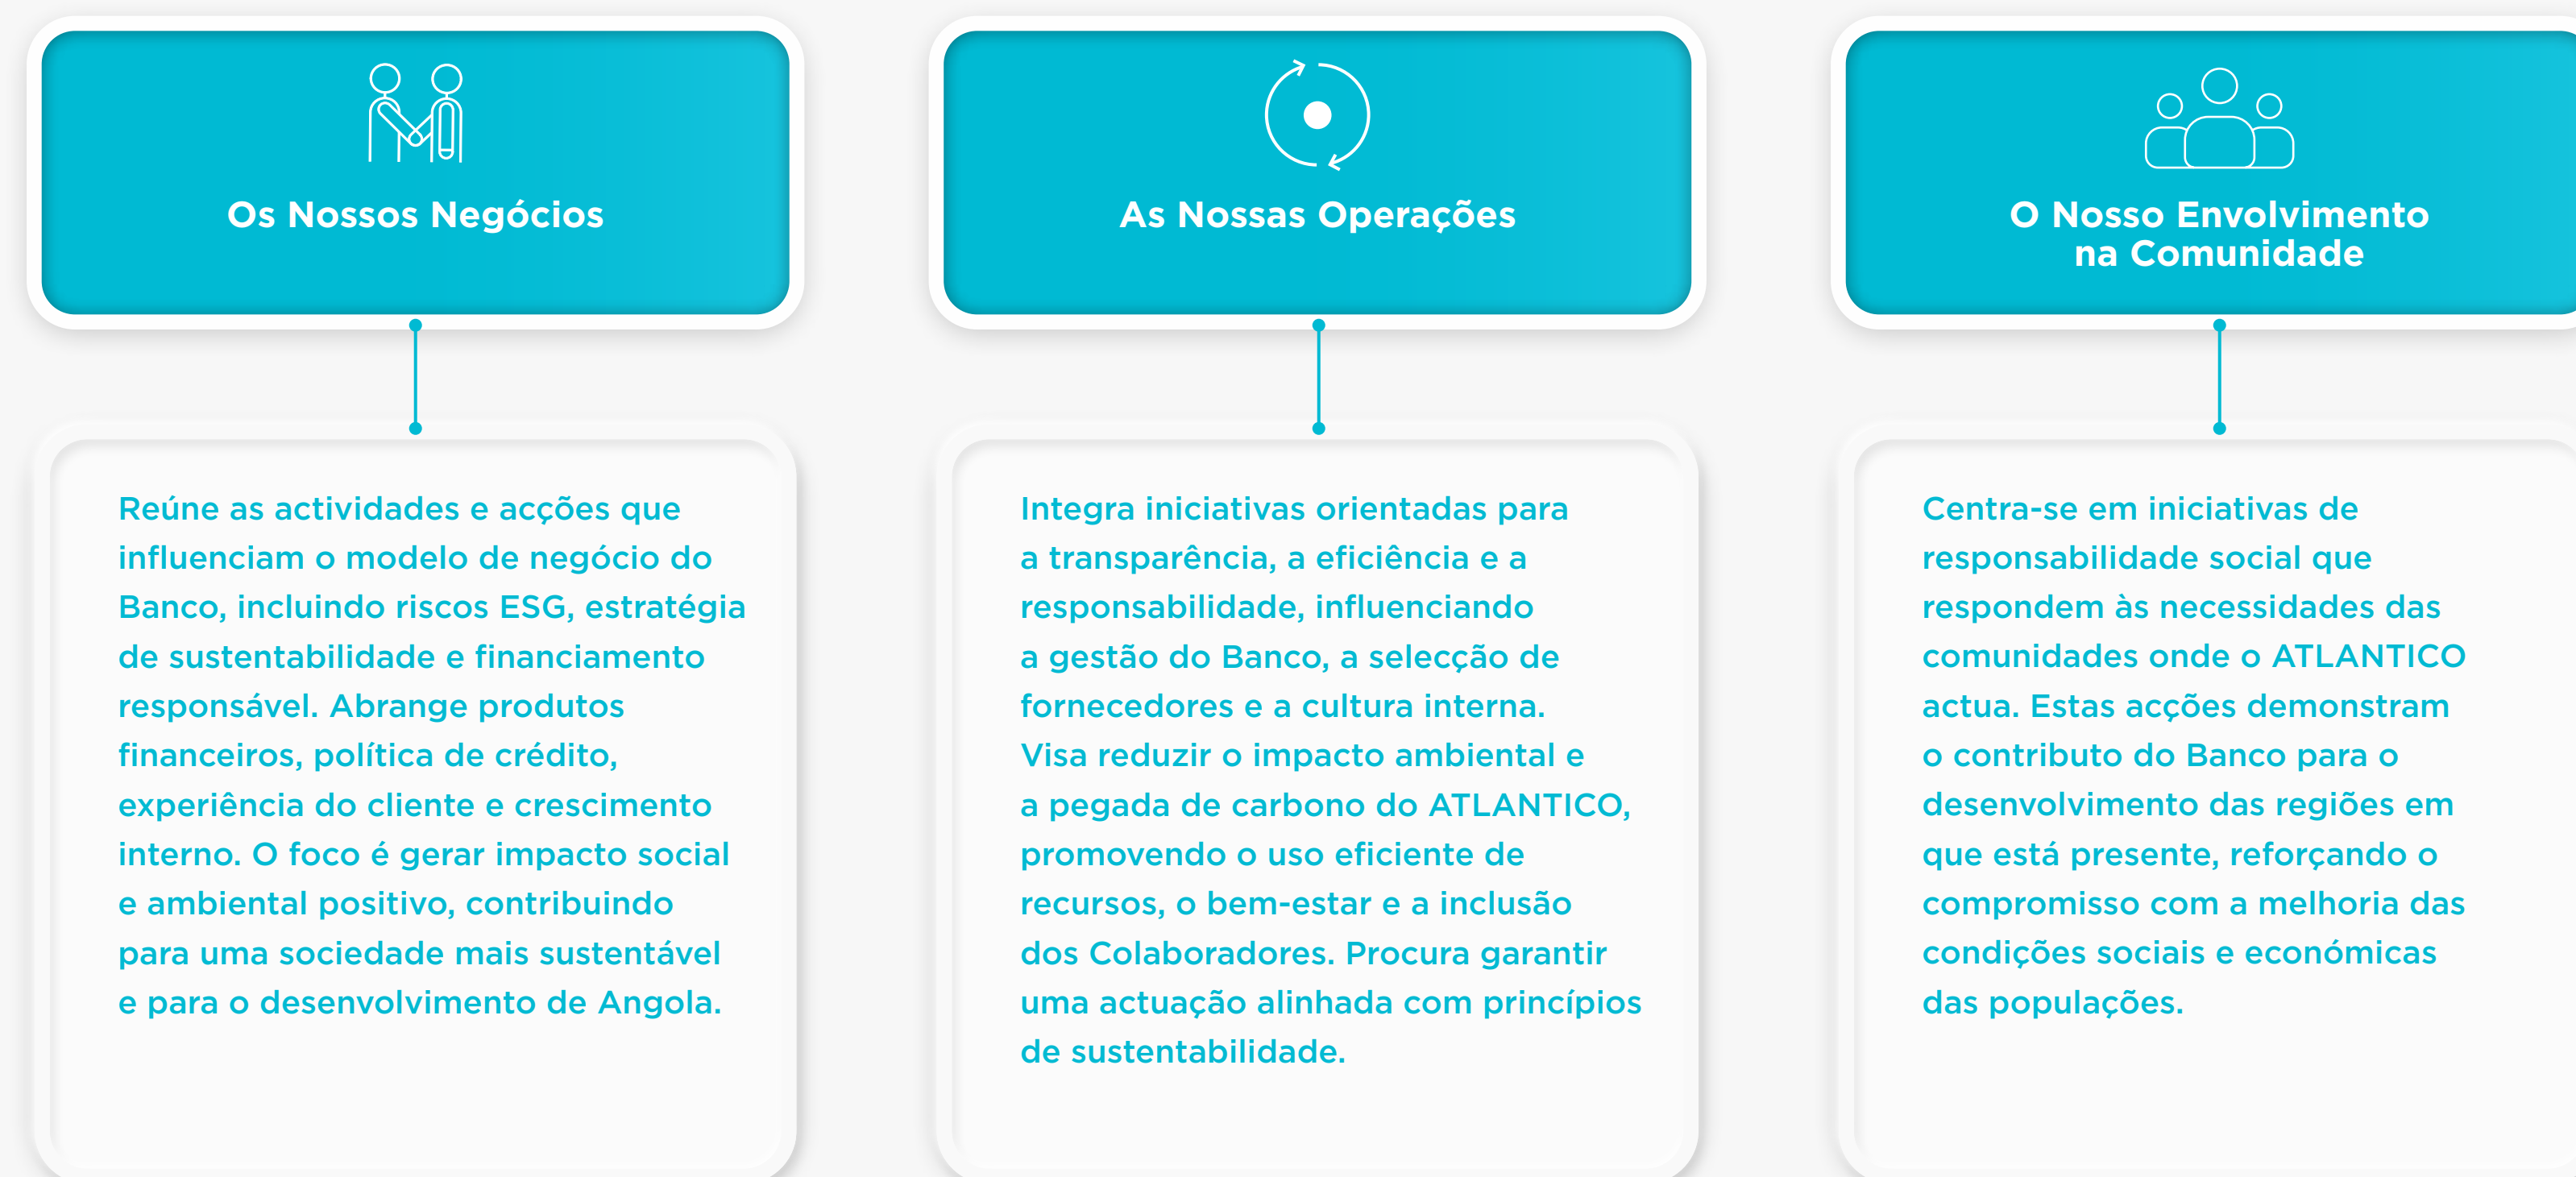 Os Nossos Negócios
Reúne as actividades e acções que
influenciam o modelo de negócio do
Banco, incluindo riscos ESG, estratégia
de sustentabilidade e financiamento
responsável. Abrange produtos
financeiros, política de crédito,
experiência do cliente e crescimento
interno. O foco é gerar impacto social
e ambiental positivo, contribuindo
para uma sociedade mais sustentável
e para o desenvolvimento de Angola.
As Nossas Operações
Integra iniciativas orientadas para
a transparência, a eficiência e a
responsabilidade, influenciando
a gestão do Banco, a selecção de
fornecedores e a cultura interna.
Visa reduzir o impacto ambiental e
a pegada de carbono do ATLANTICO,
promovendo o uso eficiente de
recursos, o bem-estar e a inclusão
dos Colaboradores. Procura garantir
uma actuação alinhada com princípios
de sustentabilidade.
O Nosso Envolvimento
na Comunidade
Centra-se em iniciativas de
responsabilidade social que
respondem às necessidades das
comunidades onde o ATLANTICO
actua. Estas acções demonstram
o contributo do Banco para o
desenvolvimento das regiões em
que está presente, reforçando o
compromisso com a melhoria das
condições sociais e económicas
das populações.